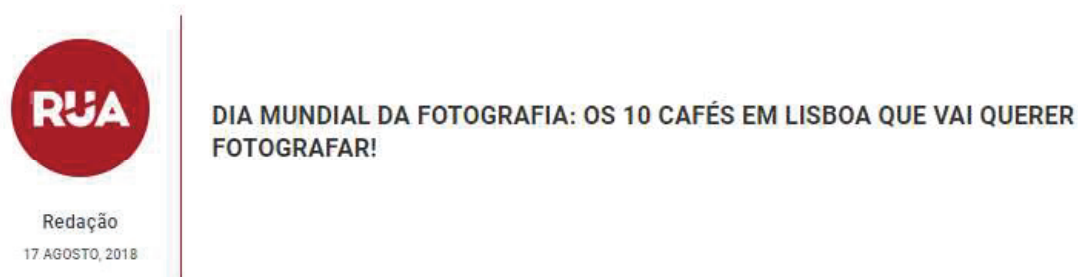 RUA
Redação
17 AGOSTO, 2018
DIA MUNDIAL DA FOTOGRAFIA: OS 10 CAFÉS EM LISBOA QUE VAI QUERER
FOTOGRAFAR!